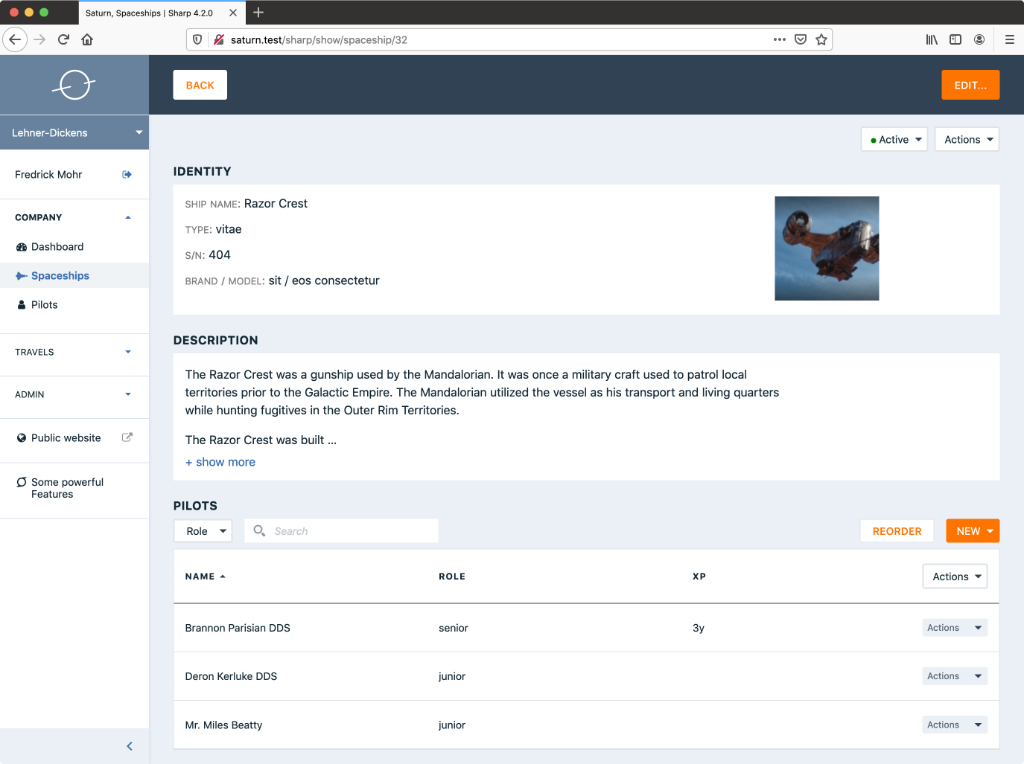 Saturn, Spaceships | Sharp 4.2.0
saturn.test/sharp/show/spaceship/32
BACK
EDIT...
Lehner-Dickens
Fredrick Mohr
COMPANY
Dashboard
Spaceships
Pilots
TRAVELS
ADMIN
Public website
Some powerful
Features
Active
Actions
IDENTITY
SHIP NAME: Razor Crest
TYPE: vitae
S/N: 404
BRAND / MODEL: sit / eos consectetur
DESCRIPTION
The Razor Crest was a gunship used by the Mandalorian. It was once a military craft used to patrol local
territories prior to the Galactic Empire. The Mandalorian utilized the vessel as his transport and living quarters
while hunting fugitives in the Outer Rim Territories.
The Razor Crest was built ...
+ show more
PILOTS
Role
Search
REORDER
NEW
NAME ROLE XP Actions
Brannon Parisian DDS senior 3y Actions
Deron Kerluke DDS junior Actions
Mr. Miles Beatty junior Actions